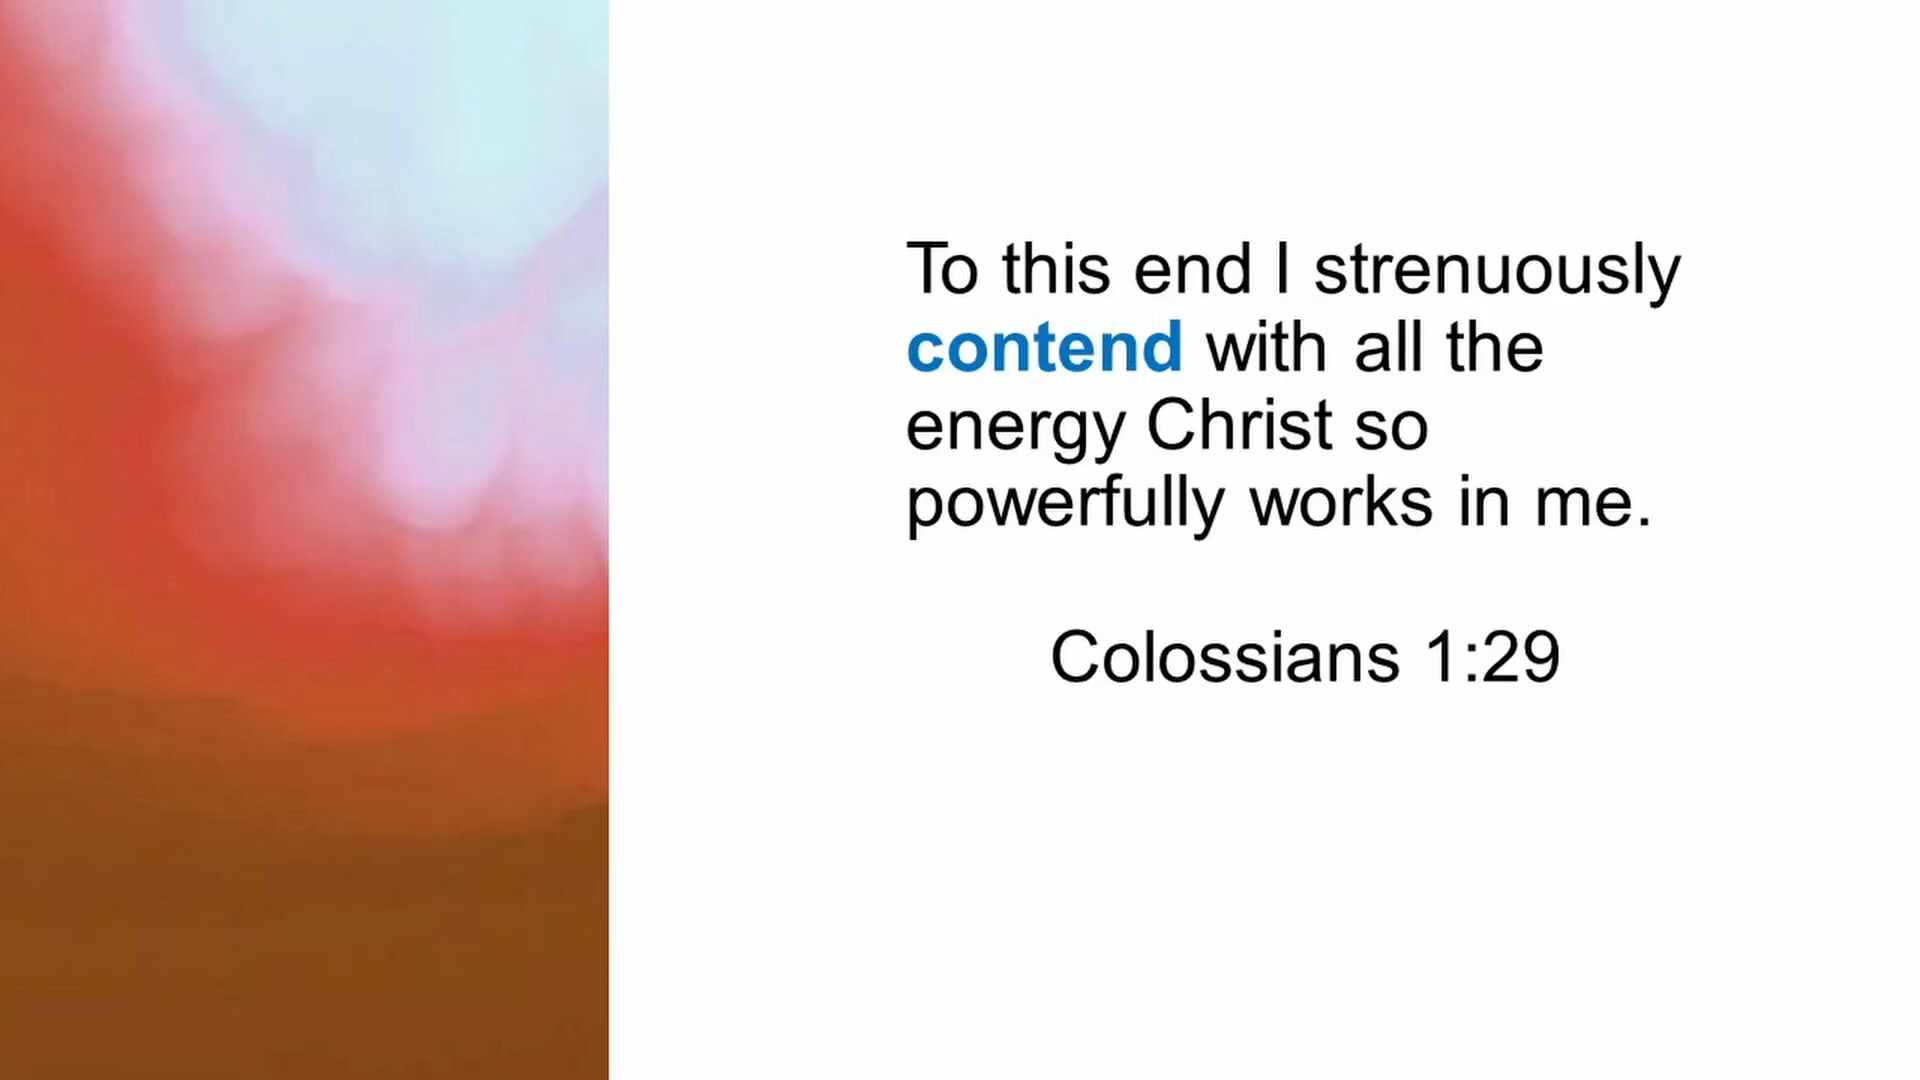 To this end I strenuously
contend with all the
energy Christ so
powerfully works in me.
Colossians 1:29